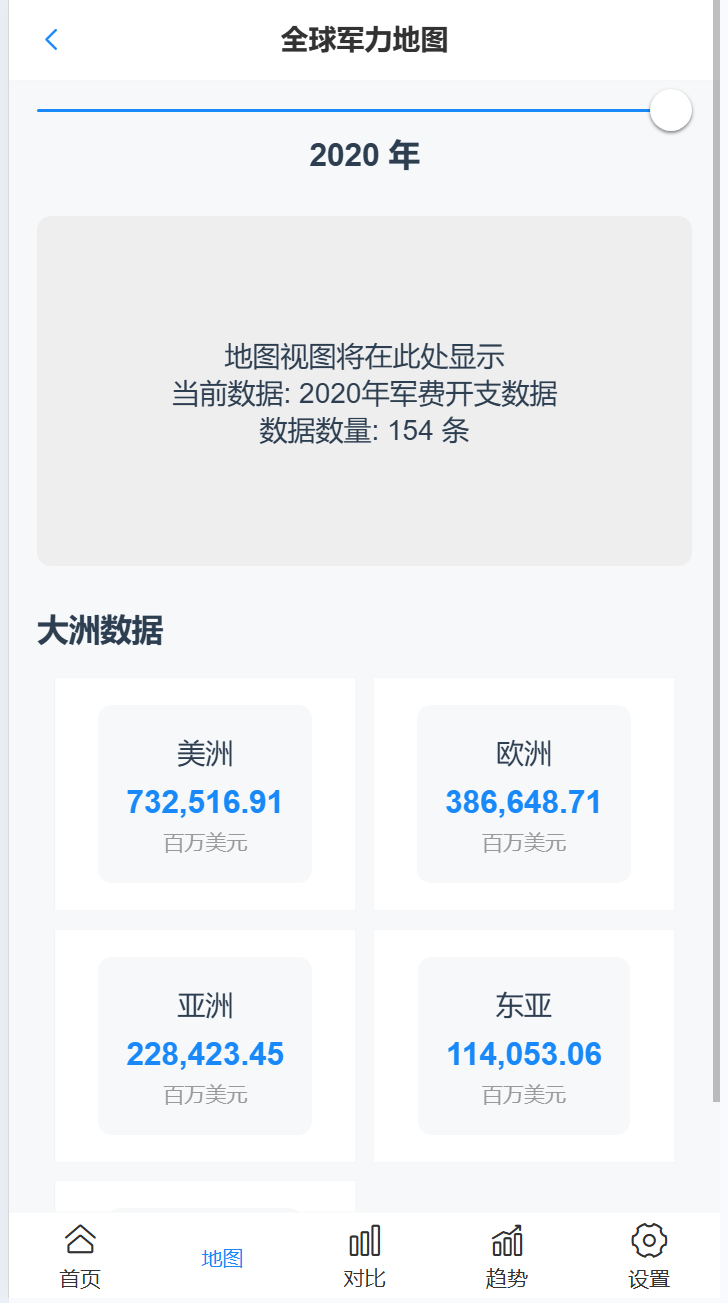 全球军力地图
2020 年
地图视图将在此处显示
当前数据: 2020年军费开支数据
数据数量: 154 条
大洲数据
美洲
732,516.91
百万美元
欧洲
386,648.71
百万美元
亚洲
228,423.45
百万美元
东亚
114,053.06
百万美元
首页
地图
对比
趋势
设置